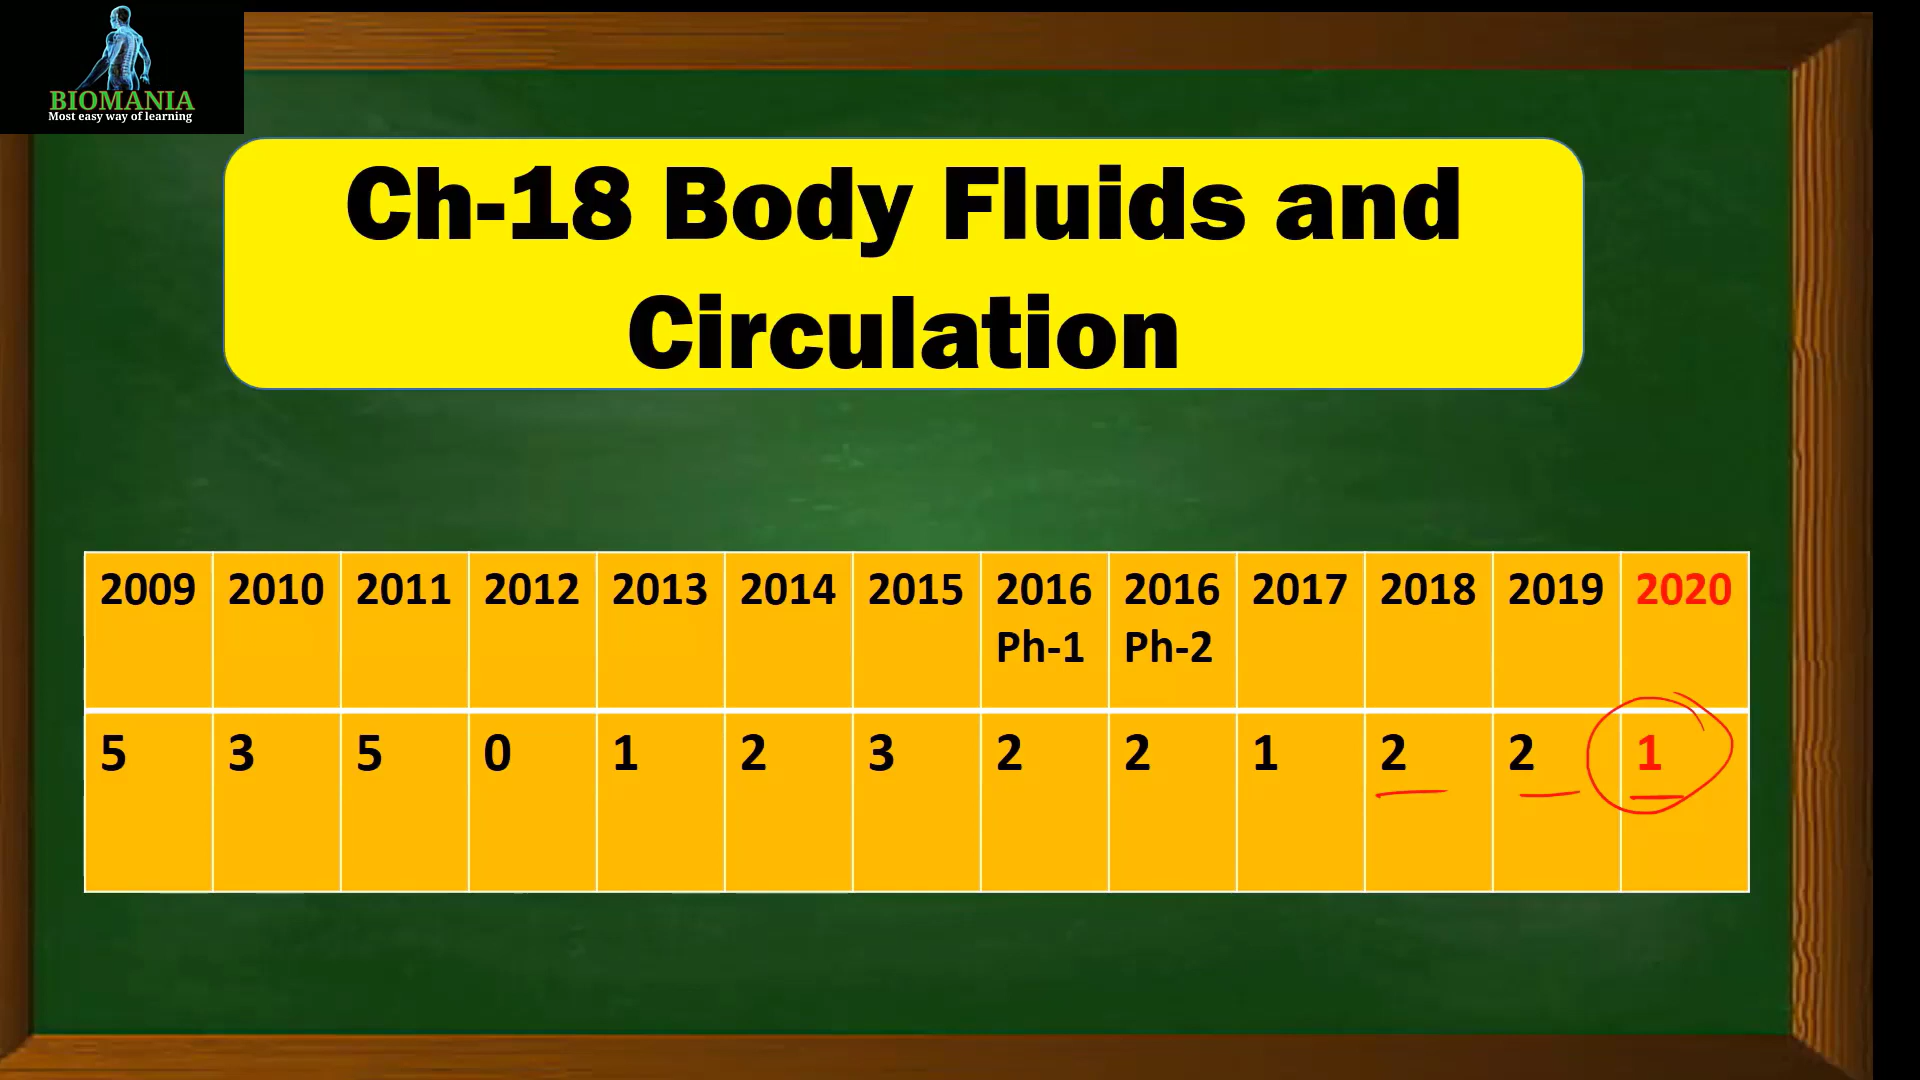 BIOMANIA
Most easy way of learning
Ch-18 Body Fluids and
Circulation
2009 2010 2011 2012 2013 2014 2015 2016 Ph-1 2016 Ph-2 2017 2018 2019 2020
5 3 5 0 1 2 3 2 2 1 2 2 1